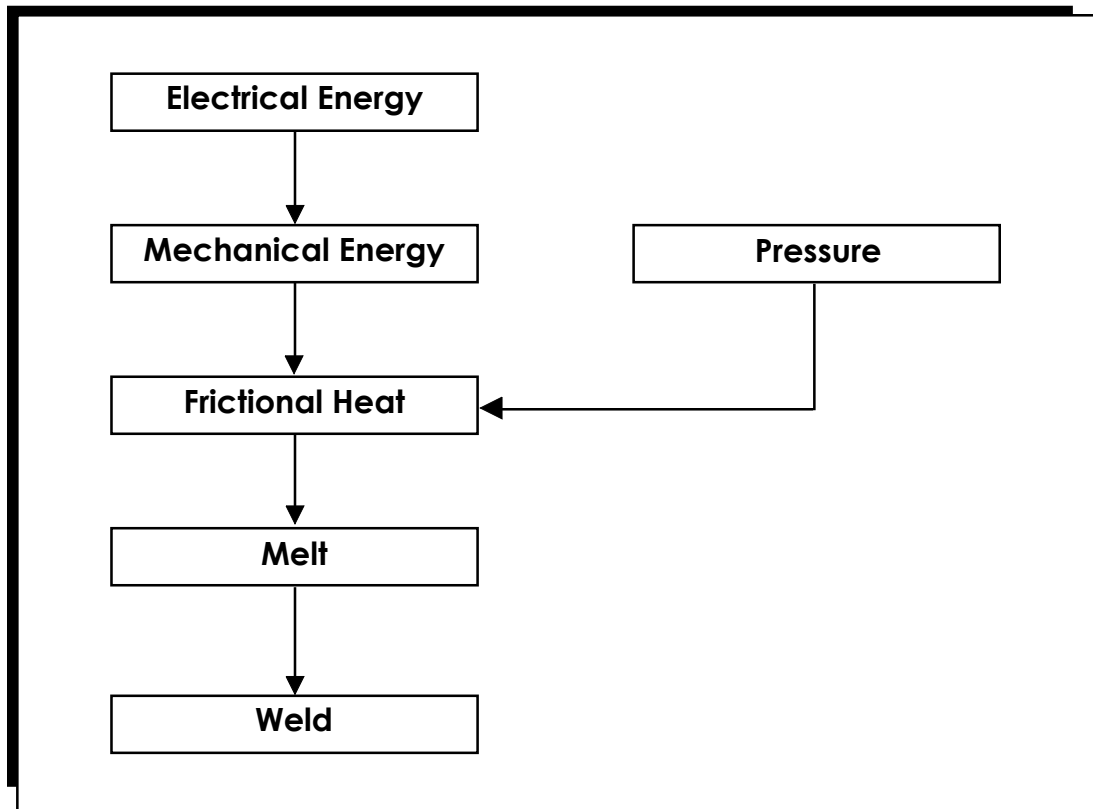 Electrical Energy
Mechanical Energy
Pressure
Frictional Heat
Melt
Weld